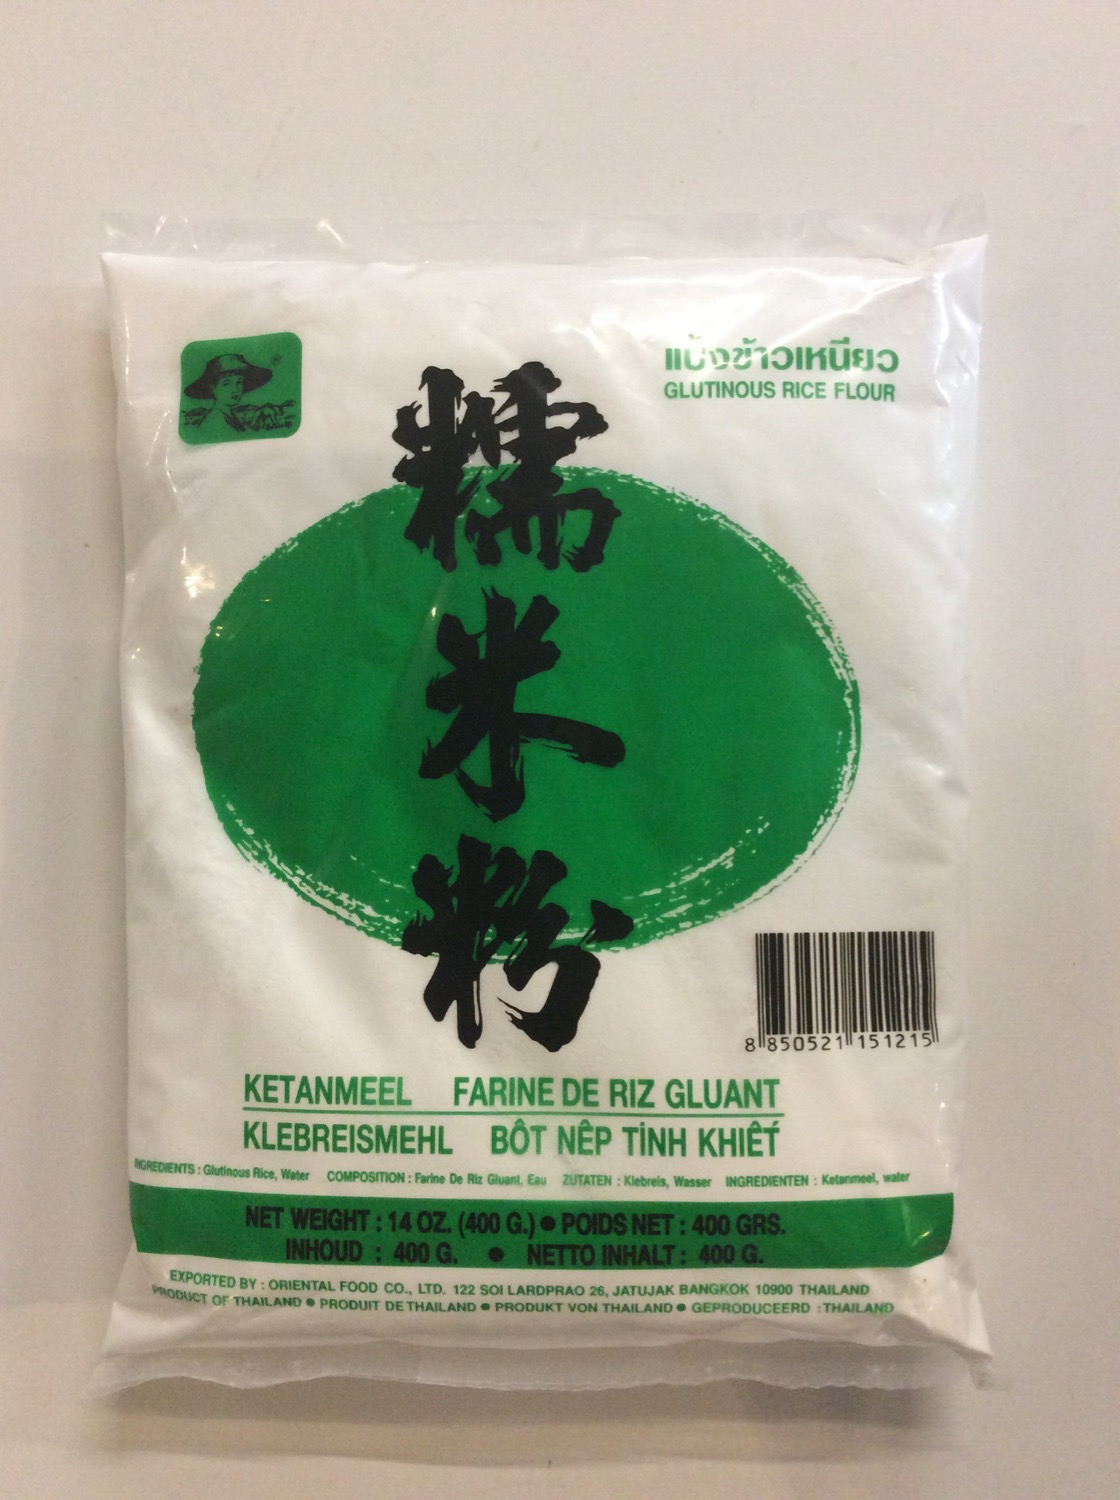 แป้งข้าวเหนียว
GLUTINOUS RICE FLOUR
®
糯
米
粉
8 850521 151215
KETANMEEL FARINE DE RIZ GLUANT
KLEBREISMEHL BÔT NÊP TINH KHIẾT
INGREDIENTS : Glutinous Rice, Water COMPOSITION : Farine De Riz Gluant, Eau ZUTATEN : Klebreis, Wasser INGREDIENTEN : Ketanmeel, water
NET WEIGHT : 14 OZ. (400 G.) ● POIDS NET : 400 GRS.
INHOUD : 400 G. ● NETTO INHALT : 400 G.
EXPORTED BY : ORIENTAL FOOD CO., LTD. 122 SOI LARDPRAO 26, JATUJAK BANGKOK 10900 THAILAND
PRODUCT OF THAILAND ● PRODUIT DE THAILAND ● PRODUKT VON THAILAND ● GEPRODUCEERD : THAILAND